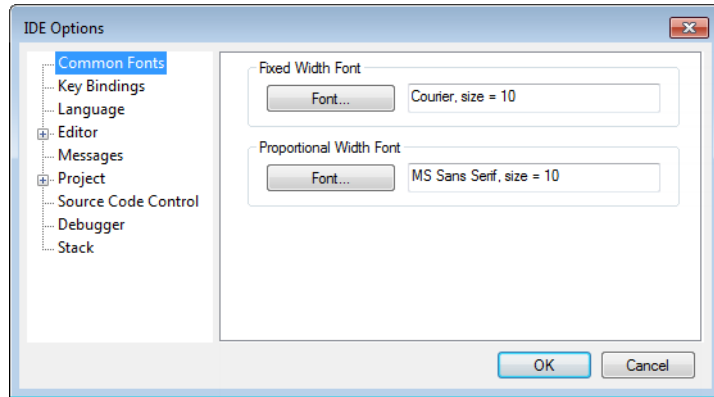 IDE Options
Common Fonts
Key Bindings
Language
Editor
Messages
Project
Source Code Control
Debugger
Stack
Fixed Width Font
Font...
Courier, size = 10
Proportional Width Font
Font...
MS Sans Serif, size = 10
OK
Cancel